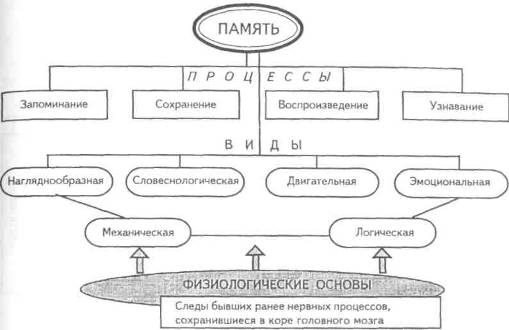 ПАМЯТЬ
ПРОЦЕССЫ
Запоминание
Сохранение
Воспроизведение
Узнавание
ВИДЫ
Нагляднообразная
Словеснологическая
Двигательная
Эмоциональная
Механическая
Логическая
ФИЗИОЛОГИЧЕСКИЕ ОСНОВЫ
Следы бывших ранее нервных процессов,
сохранившиеся в коре головного мозга